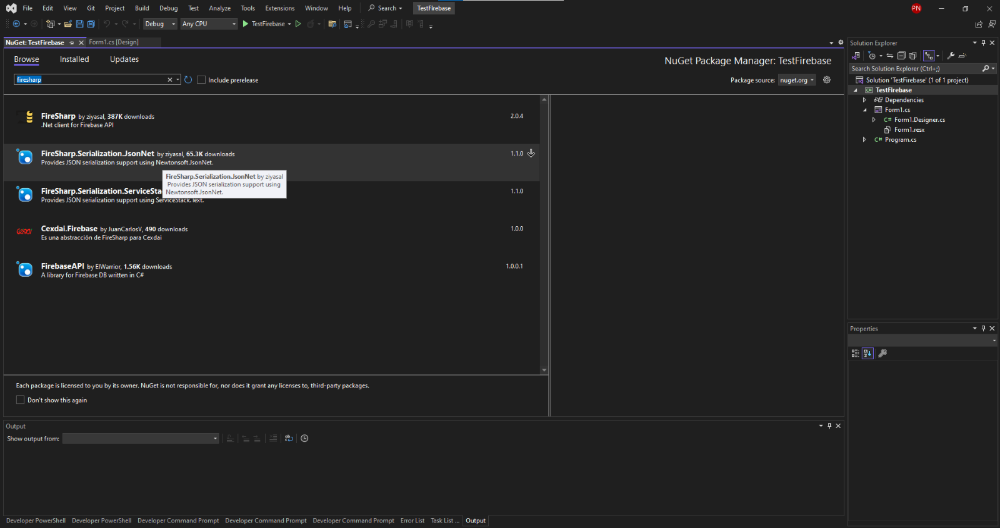 File Edit View Git Project Build Debug Test Analyze Tools Extensions Window Help Search TestFirebase PN
Debug Any CPU TestFirebase
NuGet: TestFirebase Form1.cs [Design]
Browse Installed Updates
NuGet Package Manager: TestFirebase
firesharp Include prerelease
Package source: nuget.org
FireSharp by ziyasal, 387K downloads 2.0.4
.Net client for Firebase API
FireSharp.Serialization.JsonNet by ziyasal, 65.3K downloads 1.1.0
Provides JSON serialization support using Newtonsoft.JsonNet.
FireSharp.Serialization.JsonNet by ziyasal
Provides JSON serialization support using
Newtonsoft.JsonNet.
FireSharp.Serialization.ServiceStac 1.1.0
Provides JSON serialization support using ServiceStack.Text.
Cexdai.Firebase by JuanCarlosV, 490 downloads 1.0.0
Es una abstracción de FireSharp para Cexdai
FirebaseAPI by ElWarrior, 1.56K downloads 1.0.0.1
A library for Firebase DB written in C#
Each package is licensed to you by its owner. NuGet is not responsible for, nor does it grant any licenses to, third-party packages.
Don't show this again
Output
Show output from:
Developer PowerShell Developer PowerShell Developer Command Prompt Developer Command Prompt Developer Command Prompt Error List Task List ... Output
Solution Explorer
Search Solution Explorer (Ctrl+;)
Solution 'TestFirebase' (1 of 1 project)
C# TestFirebase
Dependencies
Form1.cs
C# Form1.Designer.cs
Form1.resx
C# Program.cs
Properties